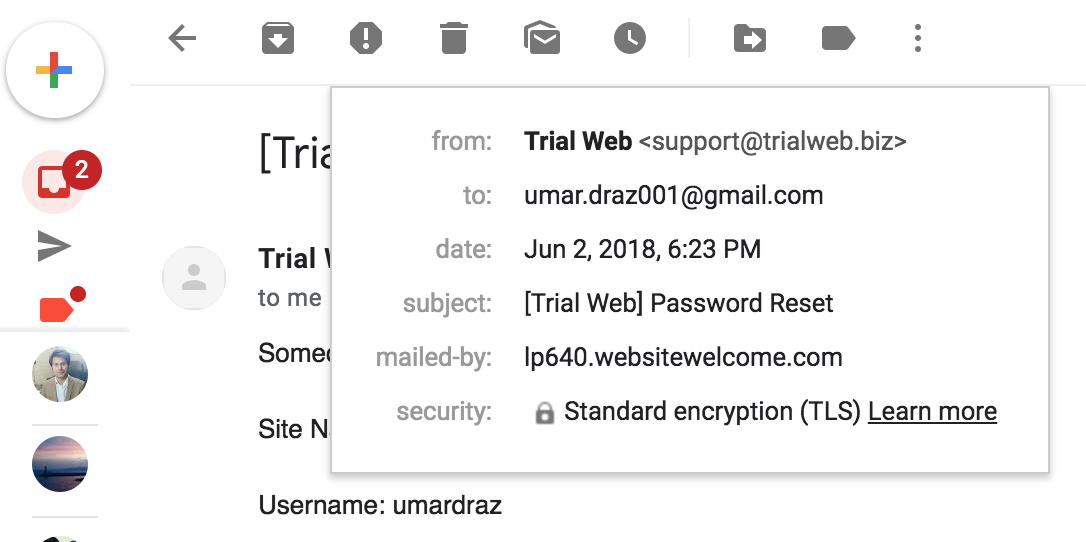 2
[Tria
from: Trial Web <support@trialweb.biz>
to: umar.draz001@gmail.com
date: Jun 2, 2018, 6:23 PM
subject: [Trial Web] Password Reset
mailed-by: lp640.websitewelcome.com
security: Standard encryption (TLS) Learn more
Trial
to me
Someo
Site N
Username: umardraz